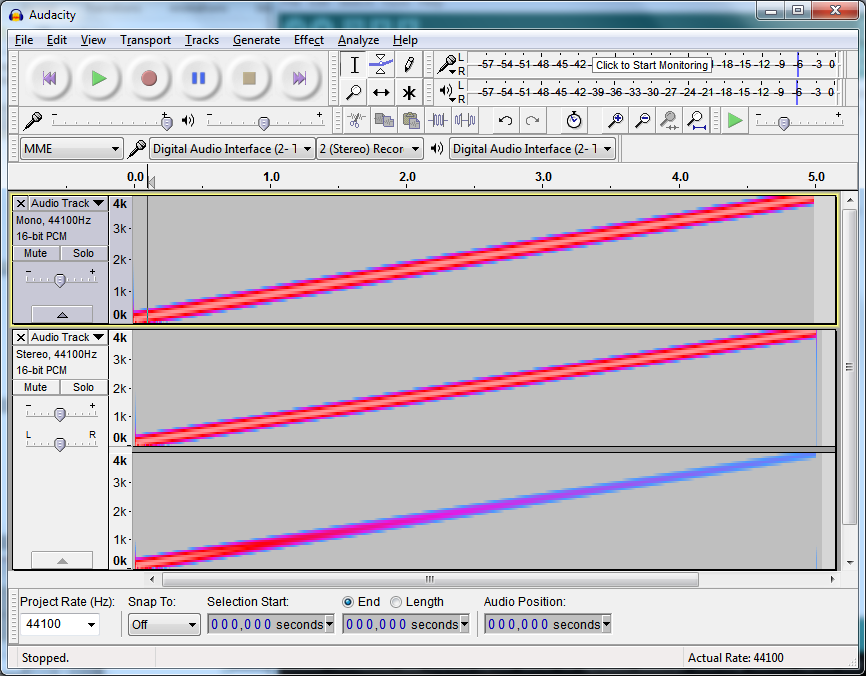 Audacity
File Edit View Transport Tracks Generate Effect Analyze Help
L R -57 -54 -51 -48 -45 -42 Click to Start Monitoring -18 -15 -12 -9 -6 -3 0
L R -57 -54 -51 -48 -45 -42 -39 -36 -33 -30 -27 -24 -21 -18 -15 -12 -9 -6 -3 0
- + - + - +
MME Digital Audio Interface (2- T 2 (Stereo) Recor Digital Audio Interface (2- T
0.0 1.0 2.0 3.0 4.0 5.0
Audio Track 4k
Mono, 44100Hz 3k
16-bit PCM
Mute Solo 2k
- + 1k
0k
Audio Track 4k
Stereo, 44100Hz 3k
16-bit PCM
Mute Solo 2k
- + 1k
L R 0k
4k
3k
2k
1k
0k
Project Rate (Hz): Snap To: Selection Start: End Length Audio Position:
44100 Off 000,000 seconds 000,000 seconds 000,000 seconds
Stopped. Actual Rate: 44100